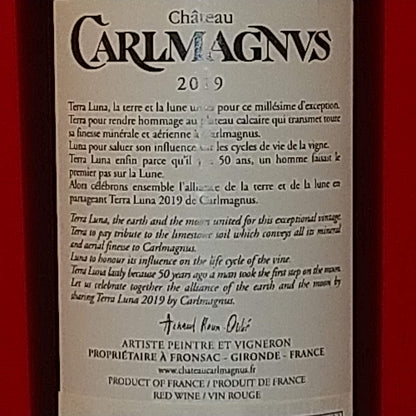 Château
CARLMAGNVS
2019
Terra Luna, la terre et la lune pour ce millésime d'exception.
Terra pour rendre hommage au plateau calcaire qui transmet toute
sa finesse minérale et aérienne à Carlmagnus.
Luna pour saluer son influence sur les cycles de vie de la vigne.
Terra Luna enfin parce qu'il y a 50 ans, un homme faisait le
premier pas sur la Lune.
Alors célébrons ensemble l'alliance de la terre et de la lune en
partageant Terra Luna 2019 de Carlmagnus.
Terra Luna, the earth and the moon united for this exceptional vintage.
Terra to pay tribute to the limestone soil which conveys all its mineral
and aerial finesse to Carlmagnus.
Luna to honour its influence on the life cycle of the vine.
Terra Luna lastly because 50 years ago a man took the first step on the moon.
Let us celebrate together the alliance of the earth and the moon by
sharing Terra Luna 2019 by Carlmagnus.
Arnaud Roux-Oulié
ARTISTE PEINTRE ET VIGNERON
PROPRIÉTAIRE À FRONSAC - GIRONDE - FRANCE
www.chateaucarlmagnus.fr
PRODUCT OF FRANCE / PRODUIT DE FRANCE
RED WINE / VIN ROUGE